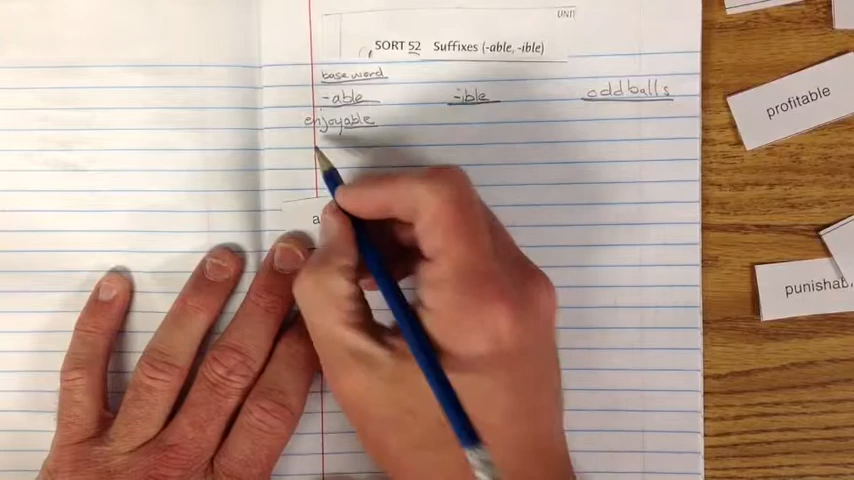 UNIT
SORT 52 Suffixes (-able, -ible)
base word
-able -ible oddballs
enjoyable
profitable
a
punishab